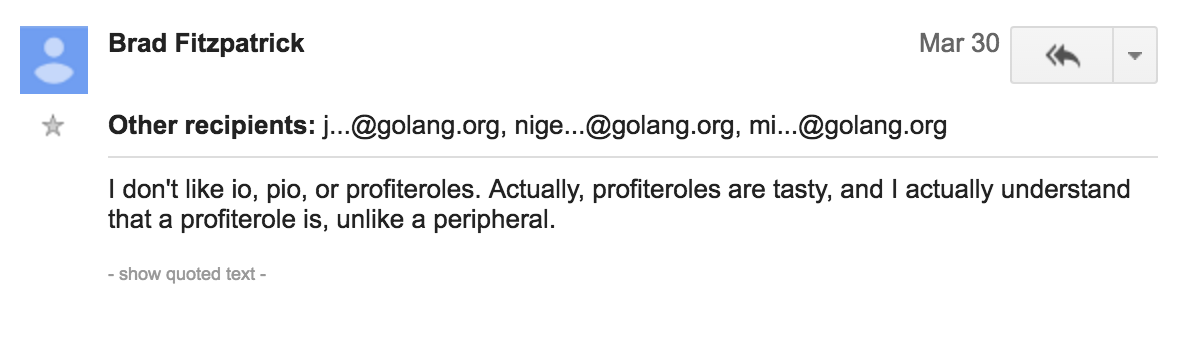 Brad Fitzpatrick
Mar 30
Other recipients: j...@golang.org, nige...@golang.org, mi...@golang.org
I don't like io, pio, or profiteroles. Actually, profiteroles are tasty, and I actually understand
that a profiterole is, unlike a peripheral.
- show quoted text -